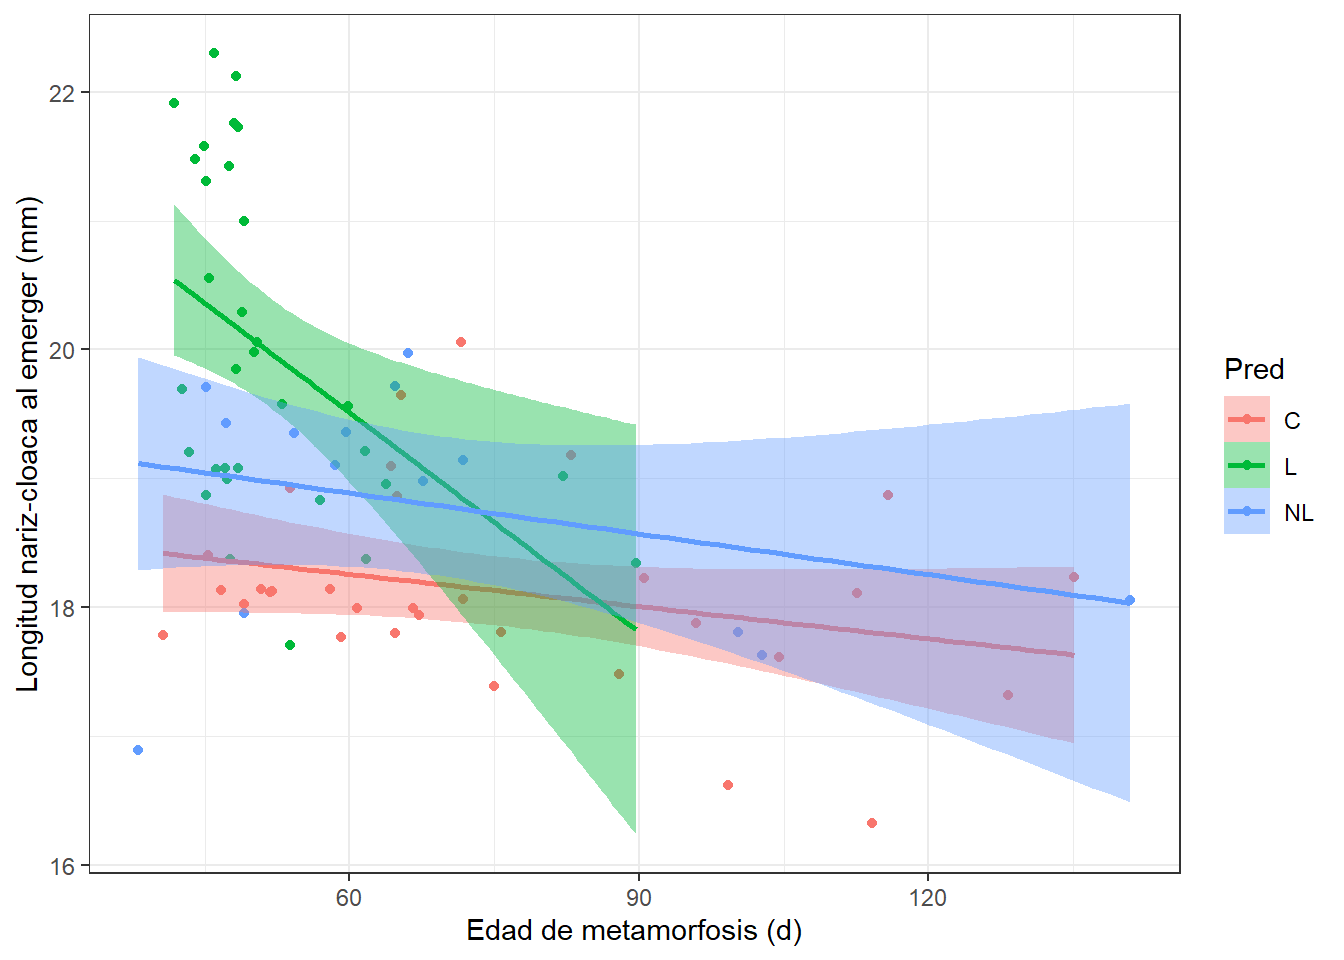 22
20
18
16
60
90
120
Edad de metamorfosis (d)
Longitud nariz-cloaca al emerger (mm)
Pred
C
L
NL